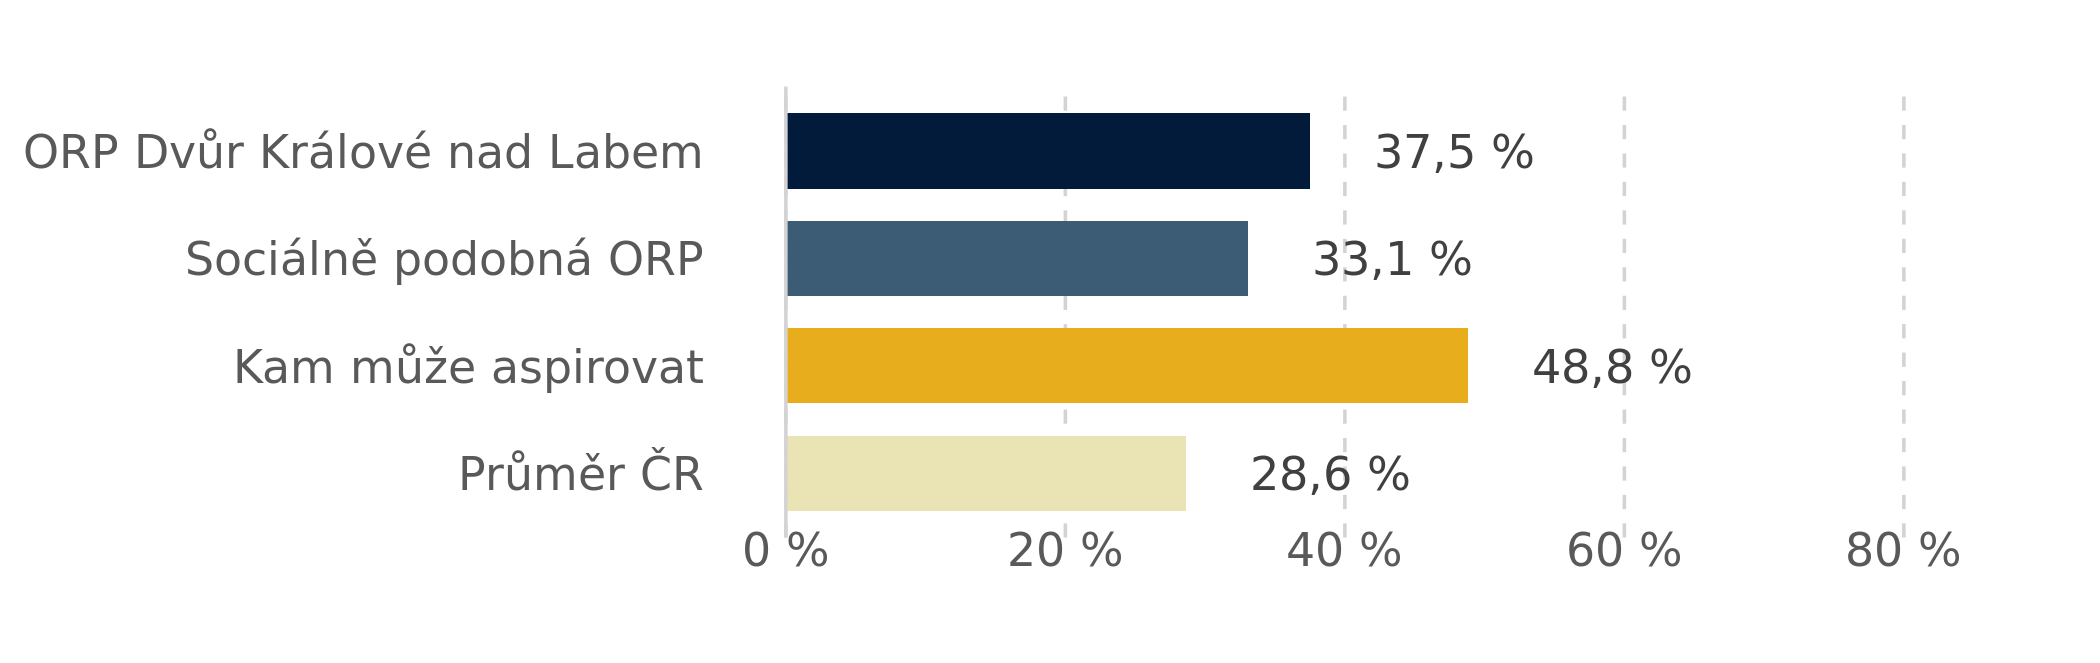 ORP Dvůr Králové nad Labem 37,5 %
Sociálně podobná ORP 33,1 %
Kam může aspirovat 48,8 %
Průměr ČR 28,6 %
0 % 20 % 40 % 60 % 80 %